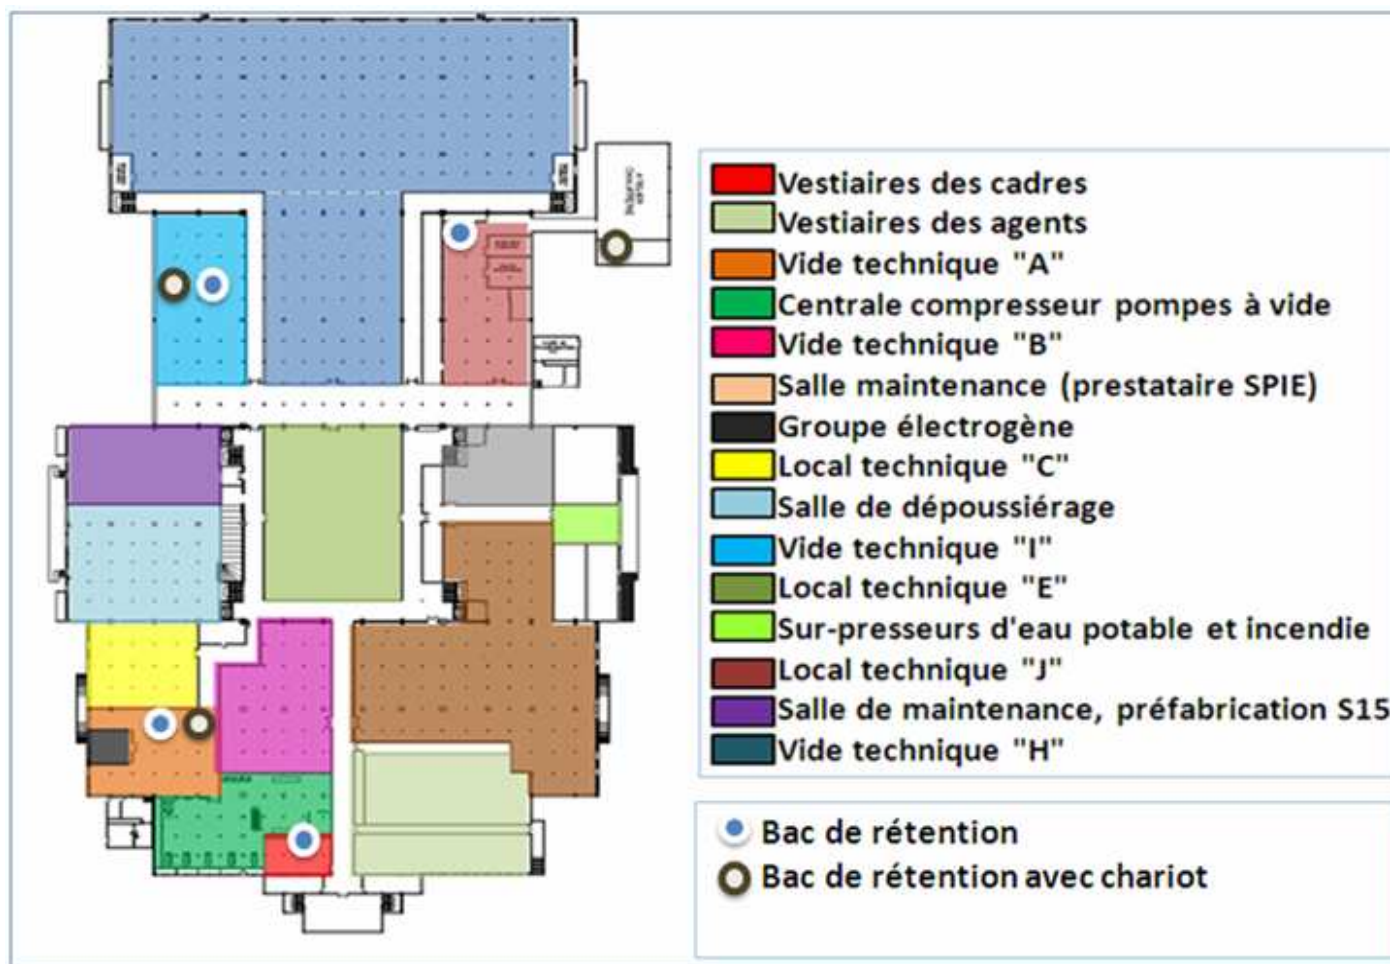 ATELIER
CHAUFFERIE
Vestiaires des cadres
Vestiaires des agents
Vide technique "A"
Centrale compresseur pompes à vide
Vide technique "B"
Salle maintenance (prestataire SPIE)
Groupe électrogène
Local technique "C"
Salle de dépoussiérage
Vide technique "I"
Local technique "E"
Sur-presseurs d'eau potable et incendie
Local technique "J"
Salle de maintenance, préfabrication S15
Vide technique "H"
Bac de rétention
Bac de rétention avec chariot